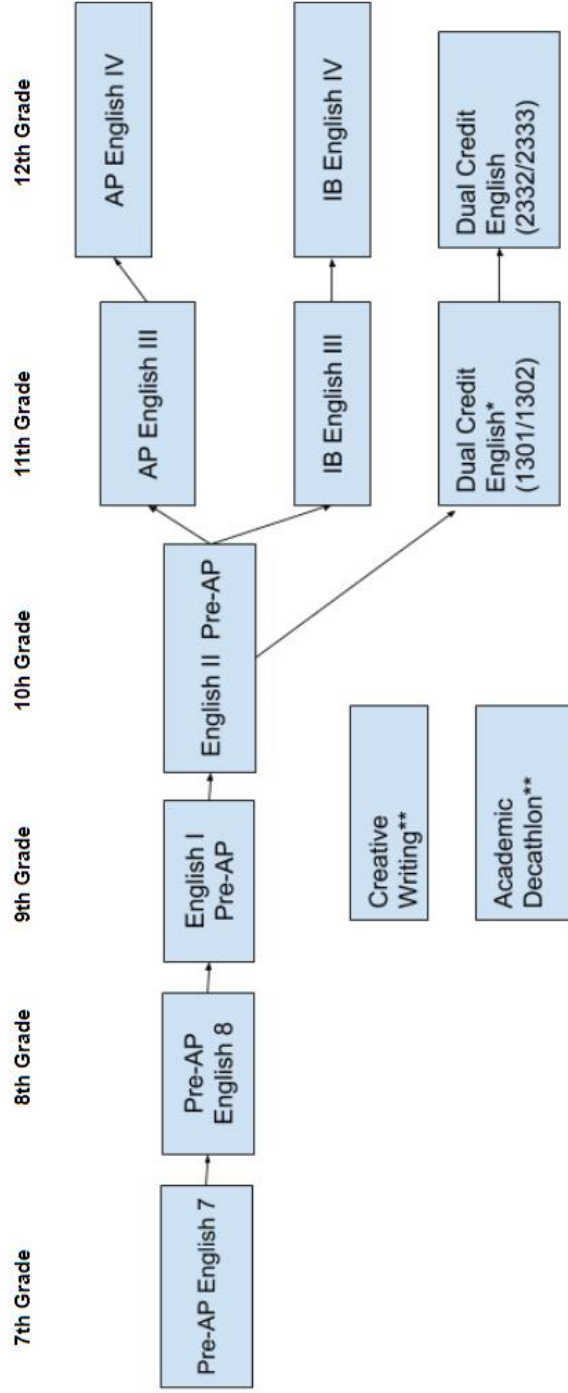 7th Grade
8th Grade
9th Grade
10h Grade
11th Grade
12th Grade
Pre-AP English 7
Pre-AP
English 8
English I
Pre-AP
English II Pre-AP
AP English III
AP English IV
IB English III
IB English IV
Dual Credit
English*
(1301/1302)
Dual Credit
English
(2332/2333)
Creative
Writing**
Academic
Decathlon**